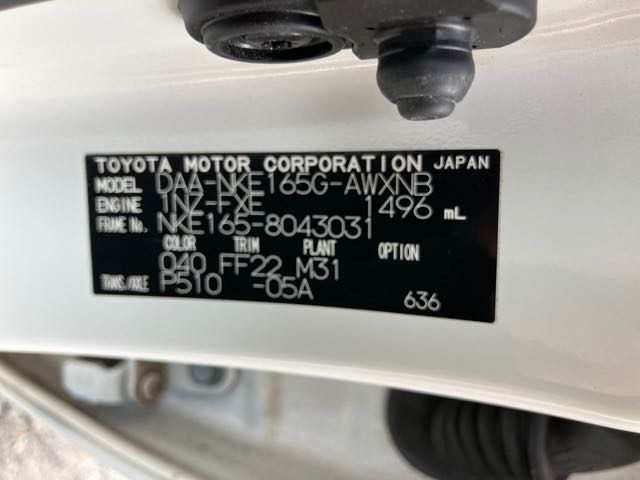 TOYOTA MOTOR CORPORATION JAPAN
MODEL DAA-NKE165G-AWXNB
ENGINE 1NZ-FXE 1496 mL
FRAME No. NKE165-8043031
COLOR TRIM PLANT OPTION
040 FF22 M31
TRANS./AXLE P510 -05A
636